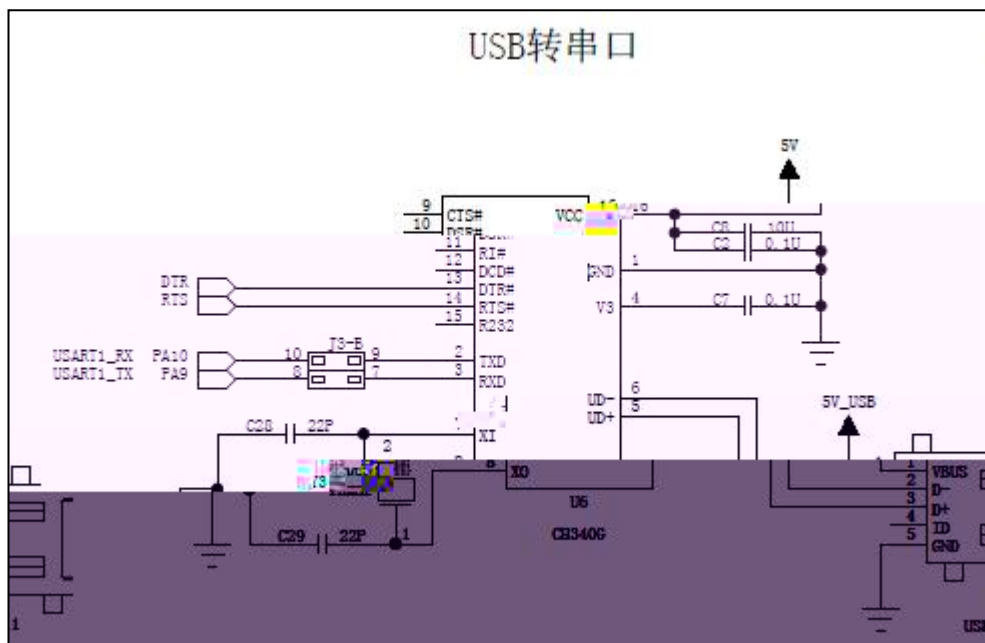 USB转串口
5V
9 CTS# VCC
10 DSR#
11 RI# C8 10U
12 DCD# GND 1 C2 0.1U
DTR 13 DTR#
RTS 14 RTS# V3 4 C7 0.1U
15 R232
J3-B
USART1_RX PA10 10 9 2 TXD
USART1_TX PA9 8 7 3 RXD
UD- 6
UD+ 5
5V_USB
C28 22P XI
2
8 XO
1 VBUS
2 D-
3 D+
4 ID
5 GND
U6
C29 22P 1 CH340G
1